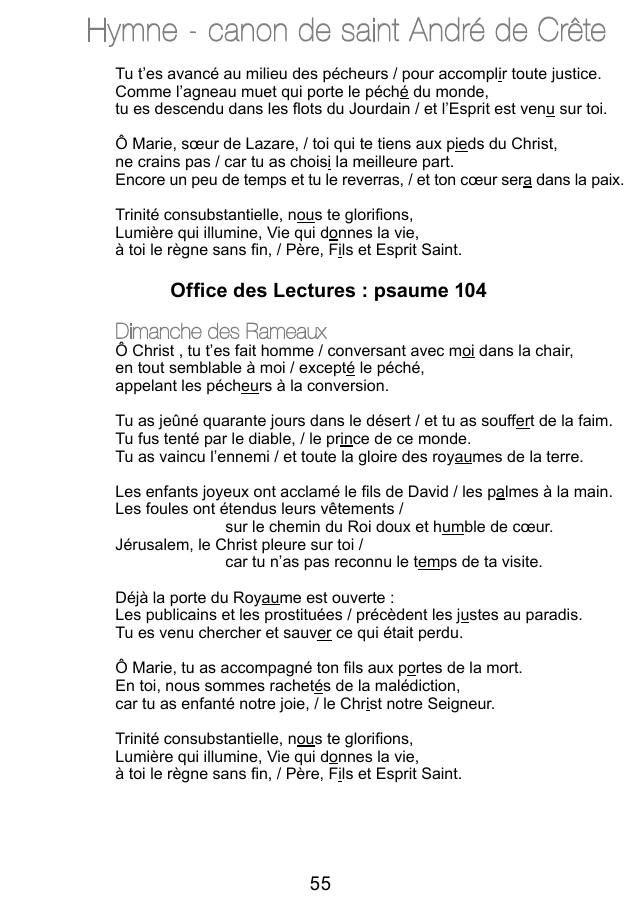 Hymne - canon de saint André de Crête
Tu t'es avancé au milieu des pécheurs / pour accomplir toute justice.
Comme l'agneau muet qui porte le péché du monde,
tu es descendu dans les flots du Jourdain / et l'Esprit est venu sur toi.
Ô Marie, sœur de Lazare, / toi qui te tiens aux pieds du Christ,
ne crains pas / car tu as choisi la meilleure part.
Encore un peu de temps et tu le reverras, / et ton cœur sera dans la paix.
Trinité consubstantielle, nous te glorifions,
Lumière qui illumine, Vie qui donnes la vie,
à toi le règne sans fin, / Père, Fils et Esprit Saint.
Office des Lectures : psaume 104
Dimanche des Rameaux
Ô Christ , tu t'es fait homme / conversant avec moi dans la chair,
en tout semblable à moi / excepté le péché,
appelant les pécheurs à la conversion.
Tu as jeûné quarante jours dans le désert / et tu as souffert de la faim.
Tu fus tenté par le diable, / le prince de ce monde.
Tu as vaincu l'ennemi / et toute la gloire des royaumes de la terre.
Les enfants joyeux ont acclamé le fils de David / les palmes à la main.
Les foules ont étendus leurs vêtements /
sur le chemin du Roi doux et humble de cœur.
Jérusalem, le Christ pleure sur toi /
car tu n'as pas reconnu le temps de ta visite.
Déjà la porte du Royaume est ouverte :
Les publicains et les prostituées / précèdent les justes au paradis.
Tu es venu chercher et sauver ce qui était perdu.
Ô Marie, tu as accompagné ton fils aux portes de la mort.
En toi, nous sommes rachetés de la malédiction,
car tu as enfanté notre joie, / le Christ notre Seigneur.
Trinité consubstantielle, nous te glorifions,
Lumière qui illumine, Vie qui donnes la vie,
à toi le règne sans fin, / Père, Fils et Esprit Saint.
55